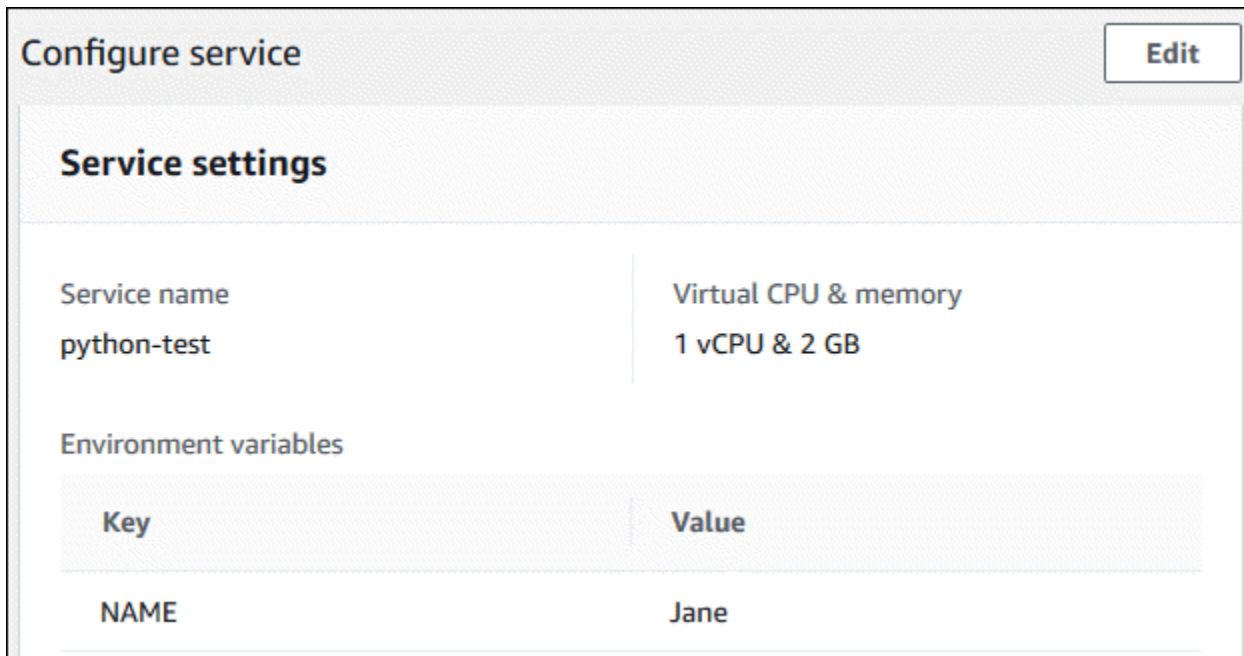 Configure service
Edit
Service settings
Service name
Virtual CPU & memory
python-test
1 vCPU & 2 GB
Environment variables
Key
Value
NAME
Jane